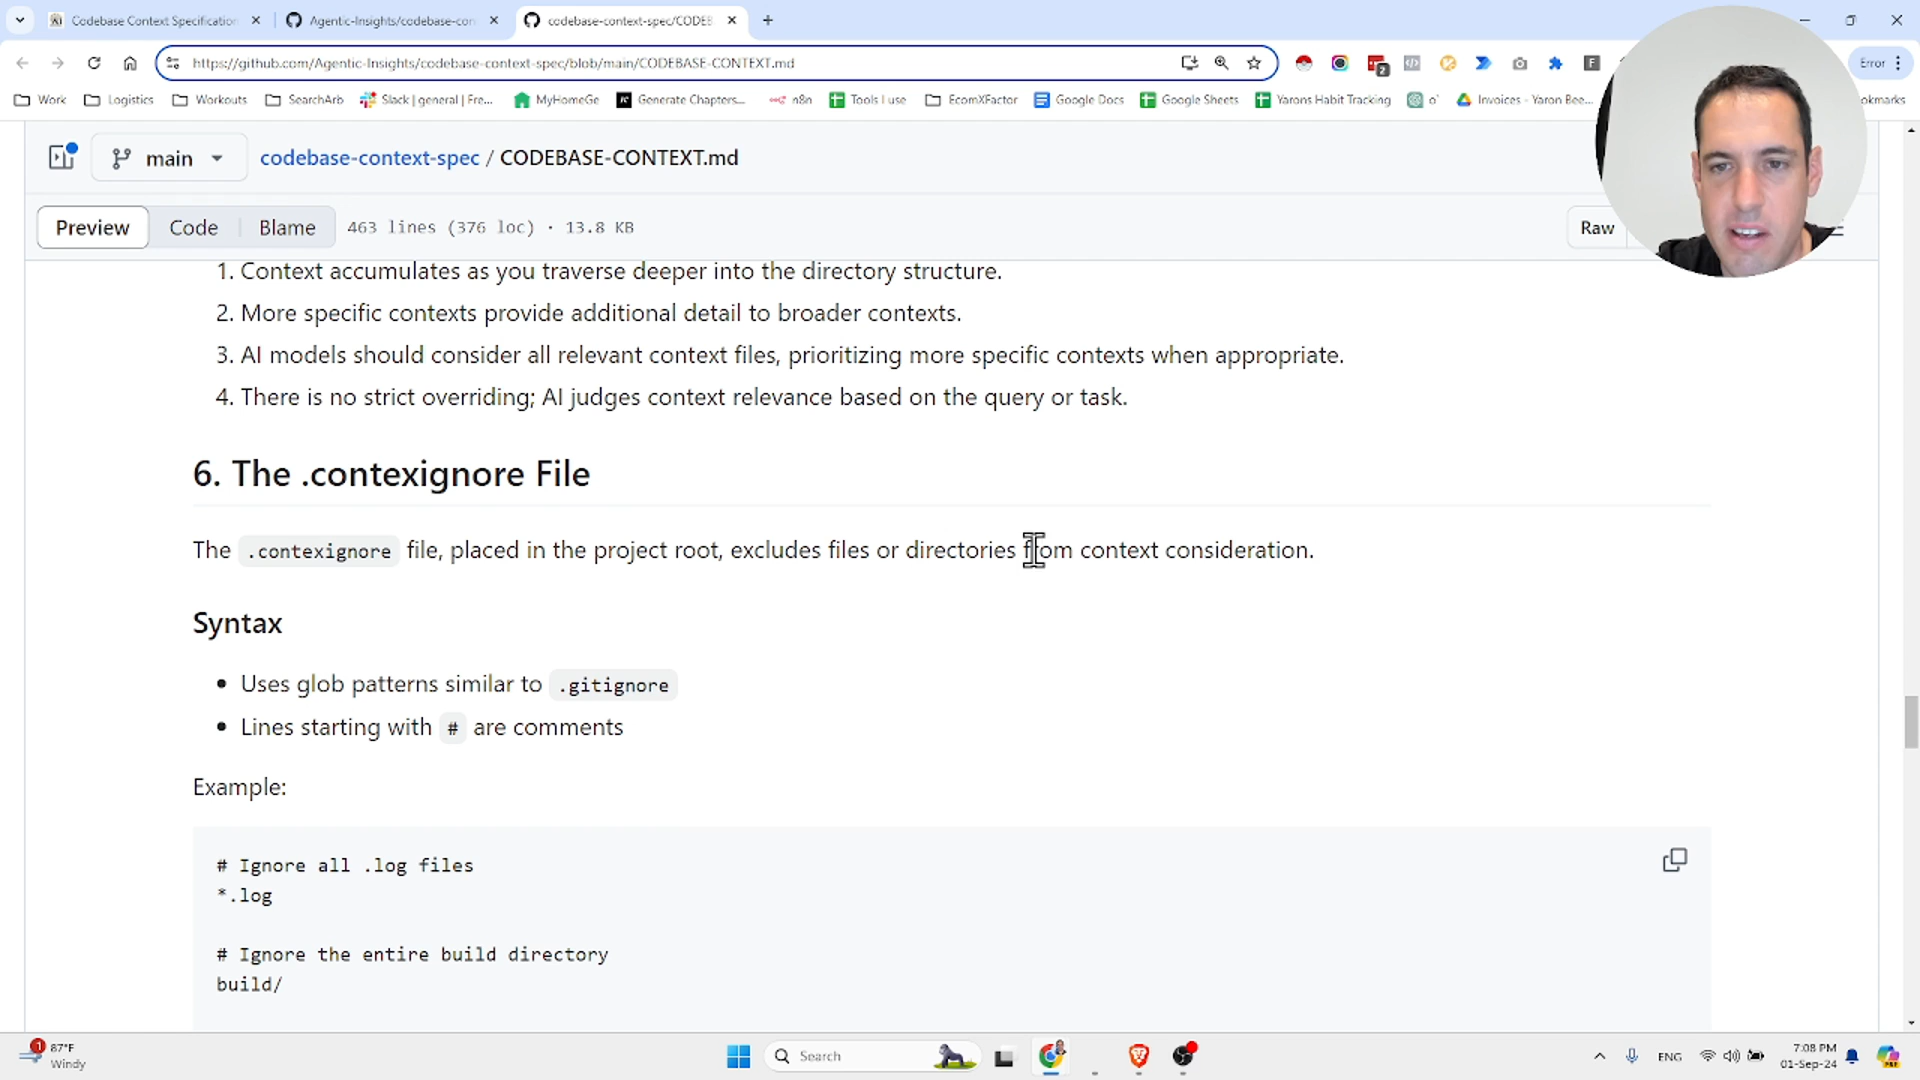 Codebase Context Specification
Agentic-Insights/codebase-con
codebase-context-spec/CODEB
https://github.com/Agentic-Insights/codebase-context-spec/blob/main/CODEBASE-CONTEXT.md
2
F
Error
Work
Logistics
Workouts
SearchArb
Slack | general | Fre...
MyHomeGe
Generate Chapters...
n8n
Tools I use
EcomXFactor
Google Docs
Google Sheets
Yarons Habit Tracking
o'
Invoices - Yaron Bee...
okmarks
main
codebase-context-spec / CODEBASE-CONTEXT.md
Preview
Code
Blame
463 lines (376 loc) · 13.8 KB
Raw
1. Context accumulates as you traverse deeper into the directory structure.
2. More specific contexts provide additional detail to broader contexts.
3. AI models should consider all relevant context files, prioritizing more specific contexts when appropriate.
4. There is no strict overriding; AI judges context relevance based on the query or task.
6. The .contexignore File
The .contexignore file, placed in the project root, excludes files or directories from context consideration.
Syntax
• Uses glob patterns similar to .gitignore
• Lines starting with # are comments
Example:
# Ignore all .log files
*.log
# Ignore the entire build directory
build/
1
87°F
Windy
Search
ENG
7:08 PM
01-Sep-24